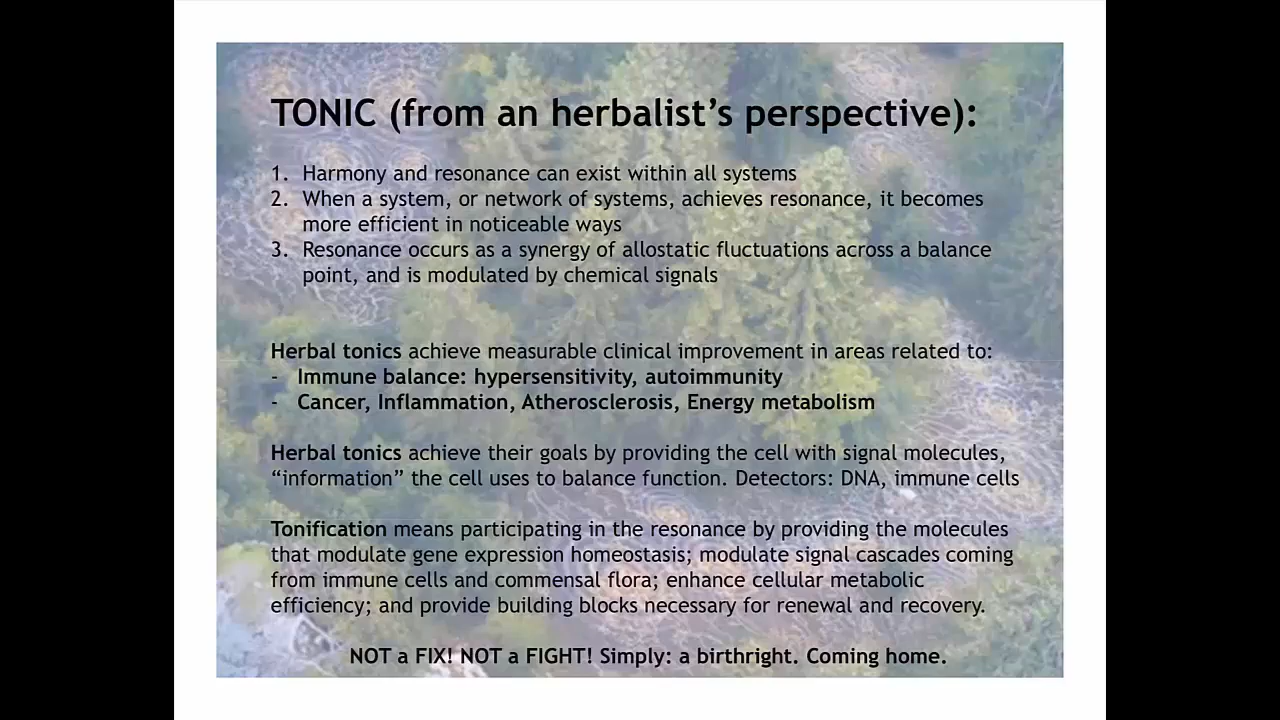 TONIC (from an herbalist’s perspective):
1. Harmony and resonance can exist within all systems
2. When a system, or network of systems, achieves resonance, it becomes
more efficient in noticeable ways
3. Resonance occurs as a synergy of allostatic fluctuations across a balance
point, and is modulated by chemical signals
Herbal tonics achieve measurable clinical improvement in areas related to:
- Immune balance: hypersensitivity, autoimmunity
- Cancer, Inflammation, Atherosclerosis, Energy metabolism
Herbal tonics achieve their goals by providing the cell with signal molecules,
“information” the cell uses to balance function. Detectors: DNA, immune cells
Tonification means participating in the resonance by providing the molecules
that modulate gene expression homeostasis; modulate signal cascades coming
from immune cells and commensal flora; enhance cellular metabolic
efficiency; and provide building blocks necessary for renewal and recovery.
NOT a FIX! NOT a FIGHT! Simply: a birthright. Coming home.